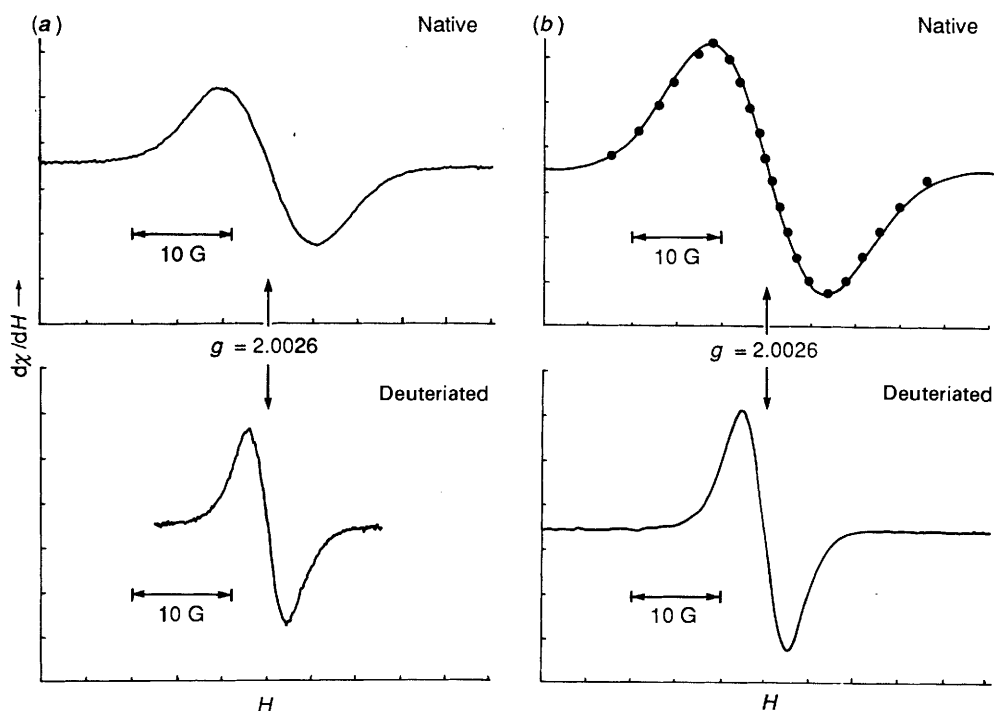 (a)
Native
10 G
(b)
Native
10 G
dχ/dH →
g = 2.0026
g = 2.0026
Deuteriated
10 G
H
Deuteriated
10 G
H